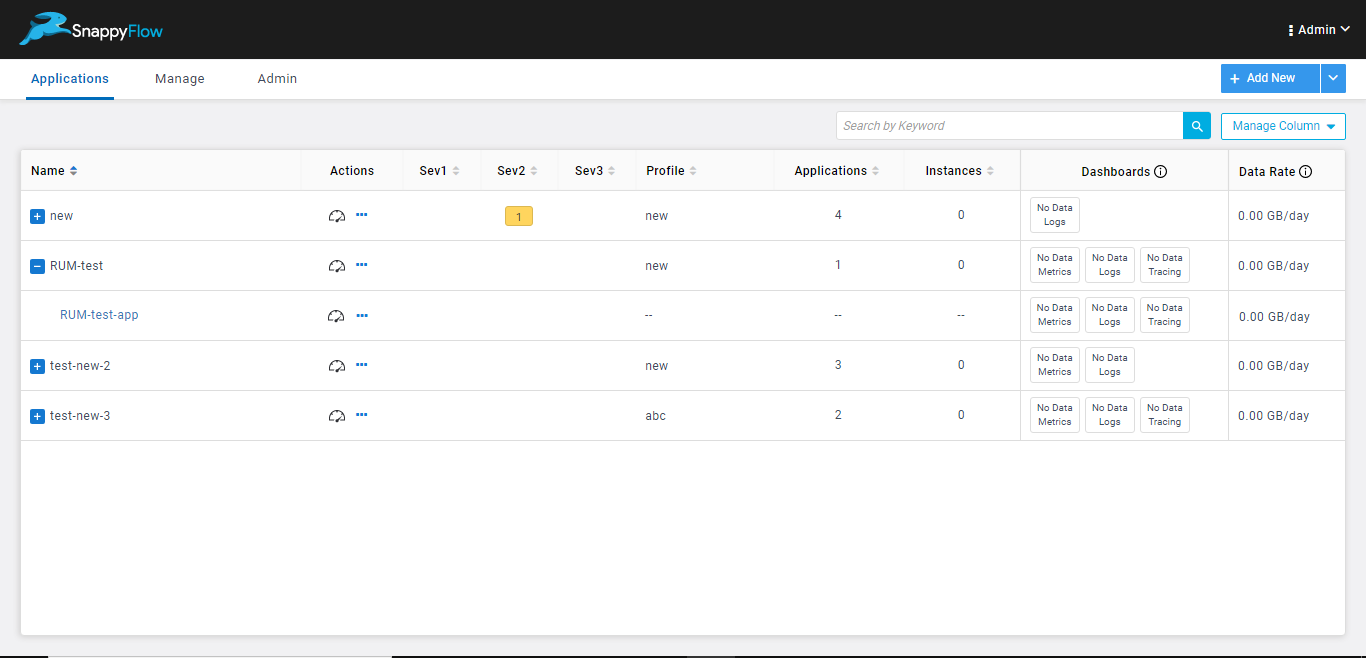 SnappyFlow
Admin
Applications Manage Admin
+ Add New
Search by Keyword
Manage Column
Name Actions Sev1 Sev2 Sev3 Profile Applications Instances Dashboards Data Rate
new 1 new 4 0 No Data Logs 0.00 GB/day
RUM-test new 1 0 No Data Metrics No Data Logs No Data Tracing 0.00 GB/day
RUM-test-app -- -- -- No Data Metrics No Data Logs No Data Tracing 0.00 GB/day
test-new-2 new 3 0 No Data Metrics No Data Logs 0.00 GB/day
test-new-3 abc 2 0 No Data Metrics No Data Logs No Data Tracing 0.00 GB/day